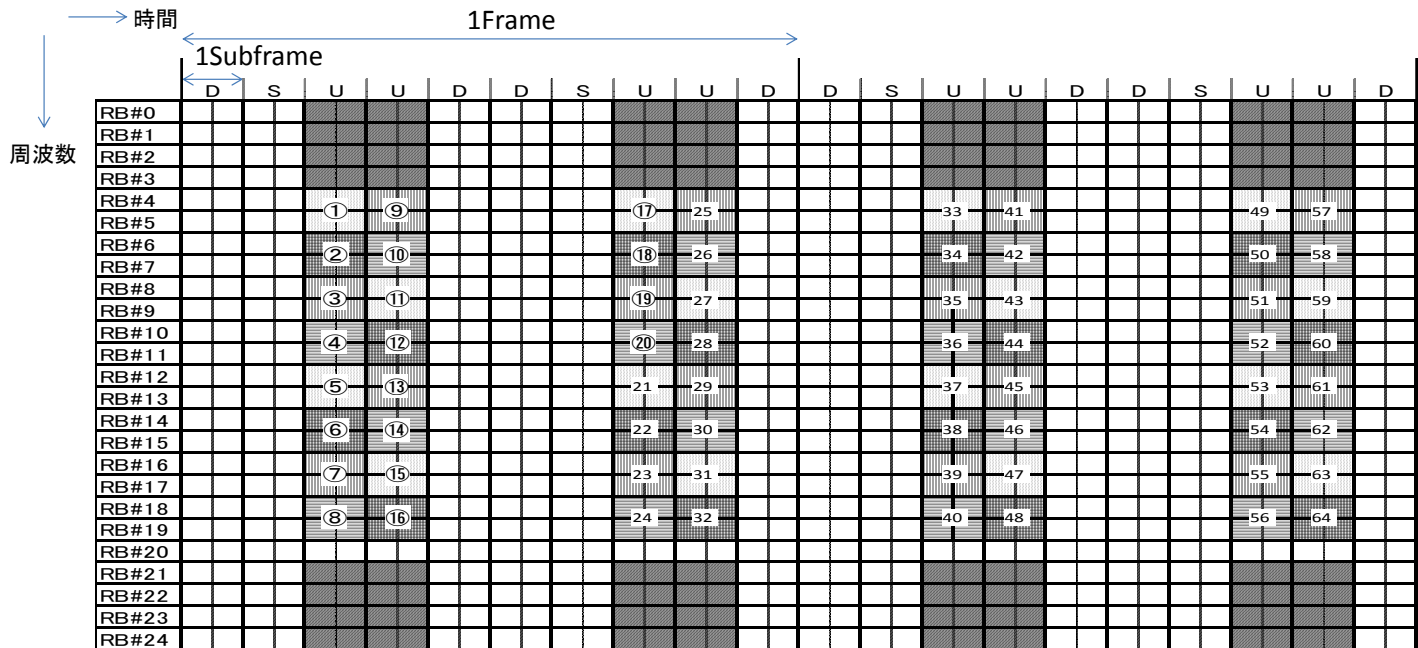 時間
1Frame
1Subframe
周波数
D S U U D D S U U D D S U U D D S U U D
RB#0
RB#1
RB#2
RB#3
RB#4
① ⑨ ⑰ 25 33 41 49 57
RB#5
RB#6
② ⑩ ⑱ 26 34 42 50 58
RB#7
RB#8
③ ⑪ ⑲ 27 35 43 51 59
RB#9
RB#10
④ ⑫ ⑳ 28 36 44 52 60
RB#11
RB#12
⑤ ⑬ 21 29 37 45 53 61
RB#13
RB#14
⑥ ⑭ 22 30 38 46 54 62
RB#15
RB#16
⑦ ⑮ 23 31 39 47 55 63
RB#17
RB#18
⑧ ⑯ 24 32 40 48 56 64
RB#19
RB#20
RB#21
RB#22
RB#23
RB#24